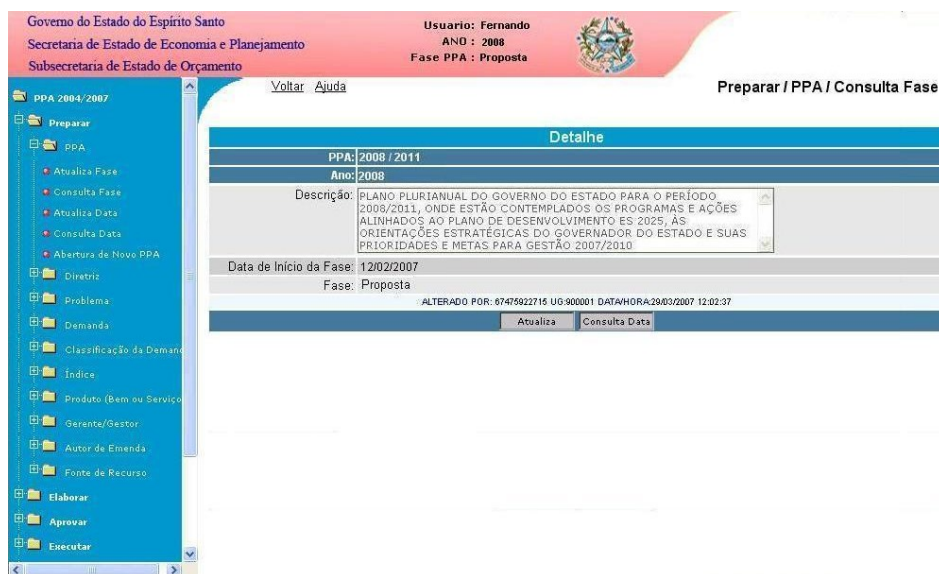 Governo do Estado do Espírito Santo
Secretaria de Estado de Economia e Planejamento
Subsecretaria de Estado de Orçamento
Usuario: Fernando
ANO : 2008
Fase PPA : Proposta
Voltar Ajuda
Preparar / PPA / Consulta Fase
PPA 2004/2007
Preparar
PPA
Atualiza Fase
Consulta Fase
Atualiza Data
Consulta Data
Abertura de Novo PPA
Diretriz
Problema
Demanda
Classificação da Deman
Índice
Produto (Bem ou Serviço
Gerente/Gestor
Autor de Emenda
Fonte de Recurso
Elaborar
Aprovar
Executar
Detalhe
PPA: 2008 / 2011
Ano: 2008
Descrição: PLANO PLURIANUAL DO GOVERNO DO ESTADO PARA O PERÍODO
2008/2011, ONDE ESTÃO CONTEMPLADOS OS PROGRAMAS E AÇÕES
ALINHADOS AO PLANO DE DESENVOLVIMENTO ES 2025, ÀS
ORIENTAÇÕES ESTRATÉGICAS DO GOVERNADOR DO ESTADO E SUAS
PRIORIDADES E METAS PARA GESTÃO 2007/2010
Data de Início da Fase: 12/02/2007
Fase: Proposta
ALTERADO POR: 67475922715 UG:900001 DATA/HORA:29/03/2007 12:02:37
Atualiza Consulta Data